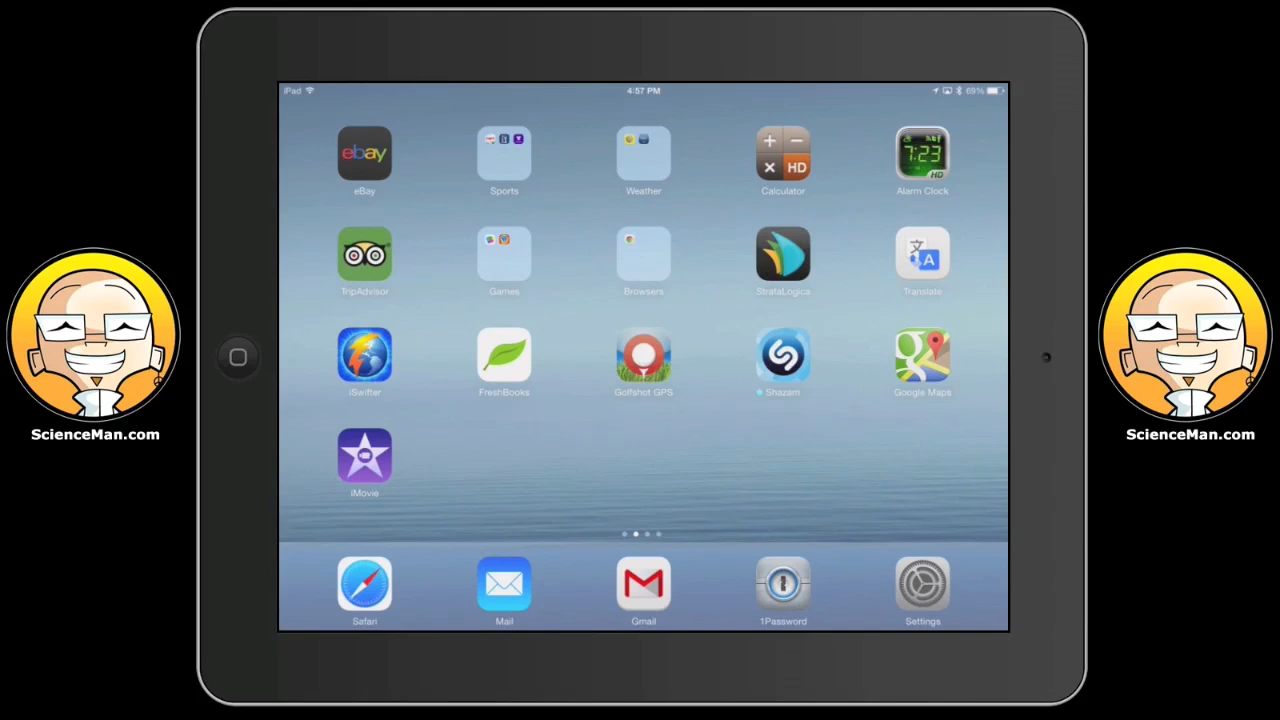 iPad 4:57 PM 69%
eBay Sports Weather Calculator Alarm Clock
TripAdvisor Games Browsers StrataLogica Translate
iSwifter FreshBooks Golfshot GPS Shazam Google Maps
iMovie
Safari Mail Gmail 1Password Settings
ebay
HD
7:23
HD
文
A
g
ScienceMan.com
ScienceMan.com